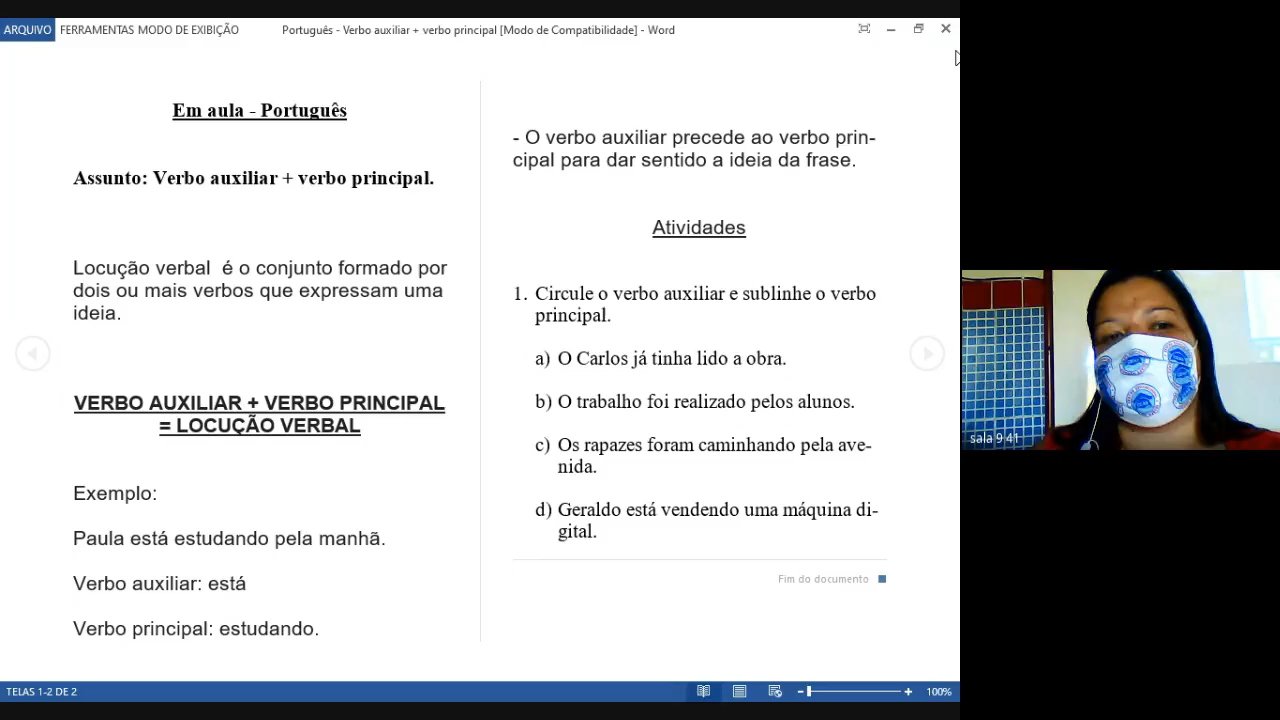 ARQUIVO FERRAMENTAS MODO DE EXIBIÇÃO
Português - Verbo auxiliar + verbo principal [Modo de Compatibilidade] - Word
Em aula - Português
Assunto: Verbo auxiliar + verbo principal.
Locução verbal é o conjunto formado por
dois ou mais verbos que expressam uma
ideia.
VERBO AUXILIAR + VERBO PRINCIPAL
= LOCUÇÃO VERBAL
Exemplo:
Paula está estudando pela manhã.
Verbo auxiliar: está
Verbo principal: estudando.
- O verbo auxiliar precede ao verbo prin-
cipal para dar sentido a ideia da frase.
Atividades
1. Circule o verbo auxiliar e sublinhe o verbo
principal.
a) O Carlos já tinha lido a obra.
b) O trabalho foi realizado pelos alunos.
c) Os rapazes foram caminhando pela ave-
nida.
d) Geraldo está vendendo uma máquina di-
gital.
Fim do documento
sala 9 41
TELAS 1-2 DE 2
100%